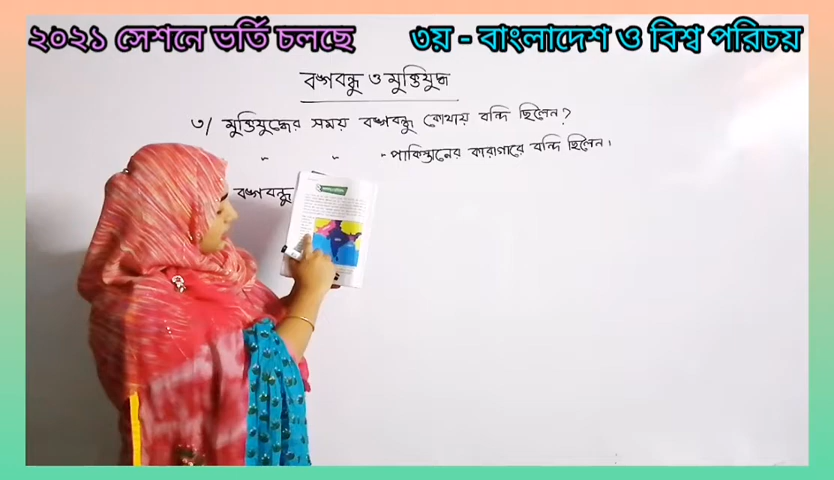 ২০২১ সেশনে ভর্তি চলছে
৩য় - বাংলাদেশ ও বিশ্ব পরিচয়
বঙ্গবন্ধু ও মুক্তিযুদ্ধ
৩/ মুক্তিযুদ্ধের সময় বঙ্গবন্ধু কোথায় বন্দি ছিলেন?
" " " পাকিস্তানের কারাগারে বন্দি ছিলেন।
বঙ্গবন্ধু